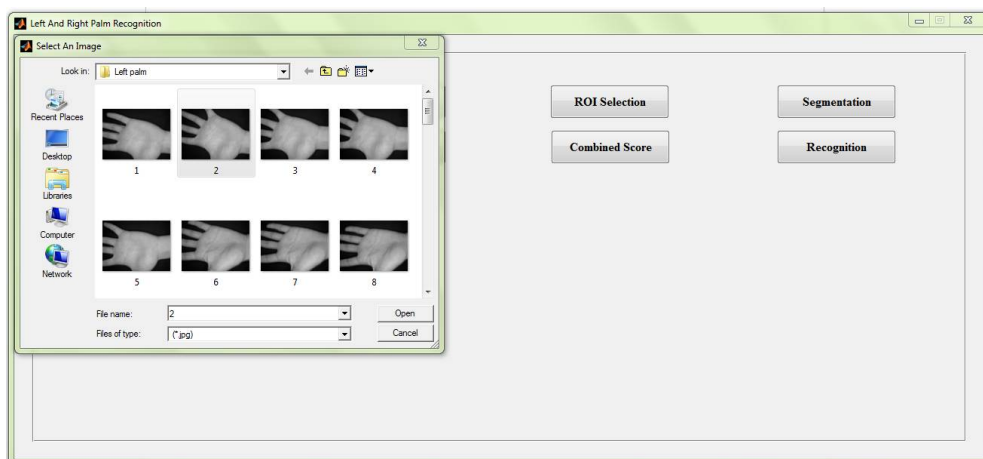 Left And Right Palm Recognition
Select An Image
Look in: Left palm
Recent Places
Desktop
Libraries
Computer
Network
1 2 3 4
5 6 7 8
File name: 2 Open
Files of type: (*.jpg) Cancel
ROI Selection Segmentation
Combined Score Recognition